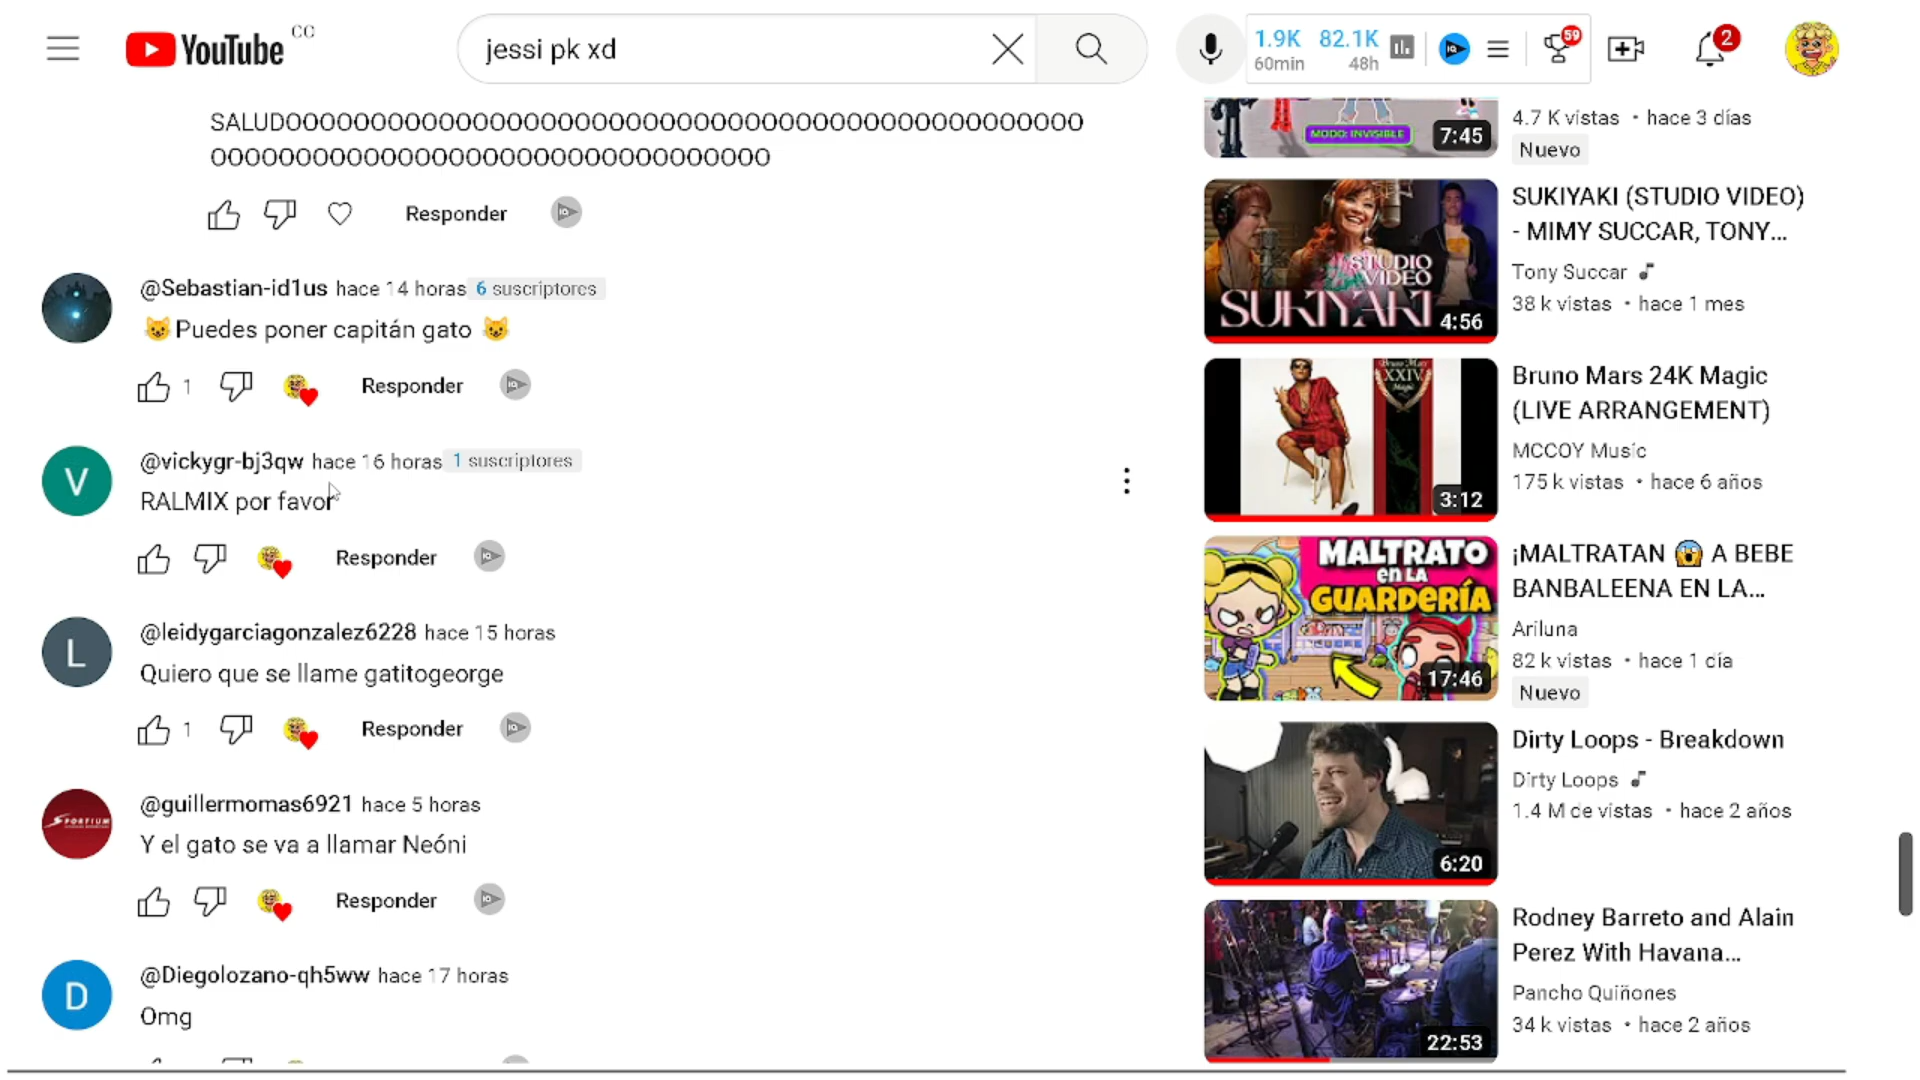 YouTube CC
jessi pk xd
1.9K 82.1K
60min 48h
59
2
SALUDOOOOOOOOOOOOOOOOOOOOOOOOOOOOOOOOOOOOOOOOOOOOOOO
OOOOOOOOOOOOOOOOOOOOOOOOOOOOOOOOO
Responder
@Sebastian-id1us hace 14 horas 6 suscriptores
😺Puedes poner capitán gato 😺
1 Responder
@vickygr-bj3qw hace 16 horas 1 suscriptores
RALMIX por favor
V
Responder
@leidygarciagonzalez6228 hace 15 horas
L
Quiero que se llame gatitogeorge
1 Responder
@guillermomas6921 hace 5 horas
SPORTIUM
Y el gato se va a llamar Neóni
Responder
@Diegolozano-qh5ww hace 17 horas
D
Omg
MODO: INVISIBLE
7:45
4.7 K vistas • hace 3 días
Nuevo
STUDIO
VIDEO
SUKIYAKI
4:56
SUKIYAKI (STUDIO VIDEO)
- MIMY SUCCAR, TONY...
Tony Succar
38 k vistas • hace 1 mes
Bruno Mars
XXIV
Magic
3:12
Bruno Mars 24K Magic
(LIVE ARRANGEMENT)
MCCOY Music
175 k vistas • hace 6 años
MALTRATO
en LA
GUARDERÍA
17:46
¡MALTRATAN 😱 A BEBE
BANBALEENA EN LA...
Ariluna
82 k vistas • hace 1 día
Nuevo
6:20
Dirty Loops - Breakdown
Dirty Loops
1.4 M de vistas • hace 2 años
22:53
Rodney Barreto and Alain
Perez With Havana...
Pancho Quiñones
34 k vistas • hace 2 años